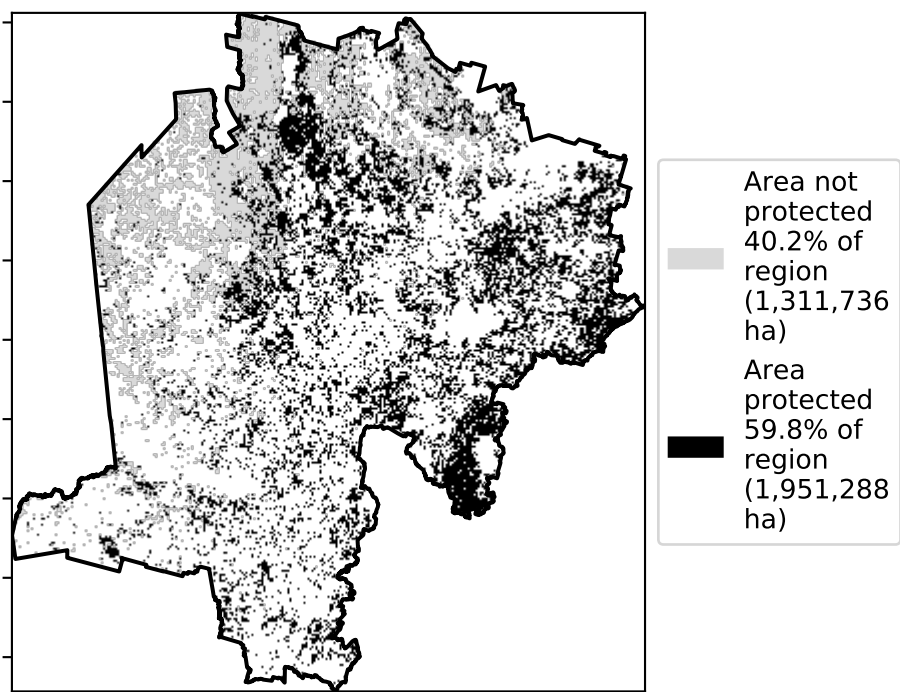 Area not
protected
40.2% of
region
(1,311,736
ha)
Area
protected
59.8% of
region
(1,951,288
ha)